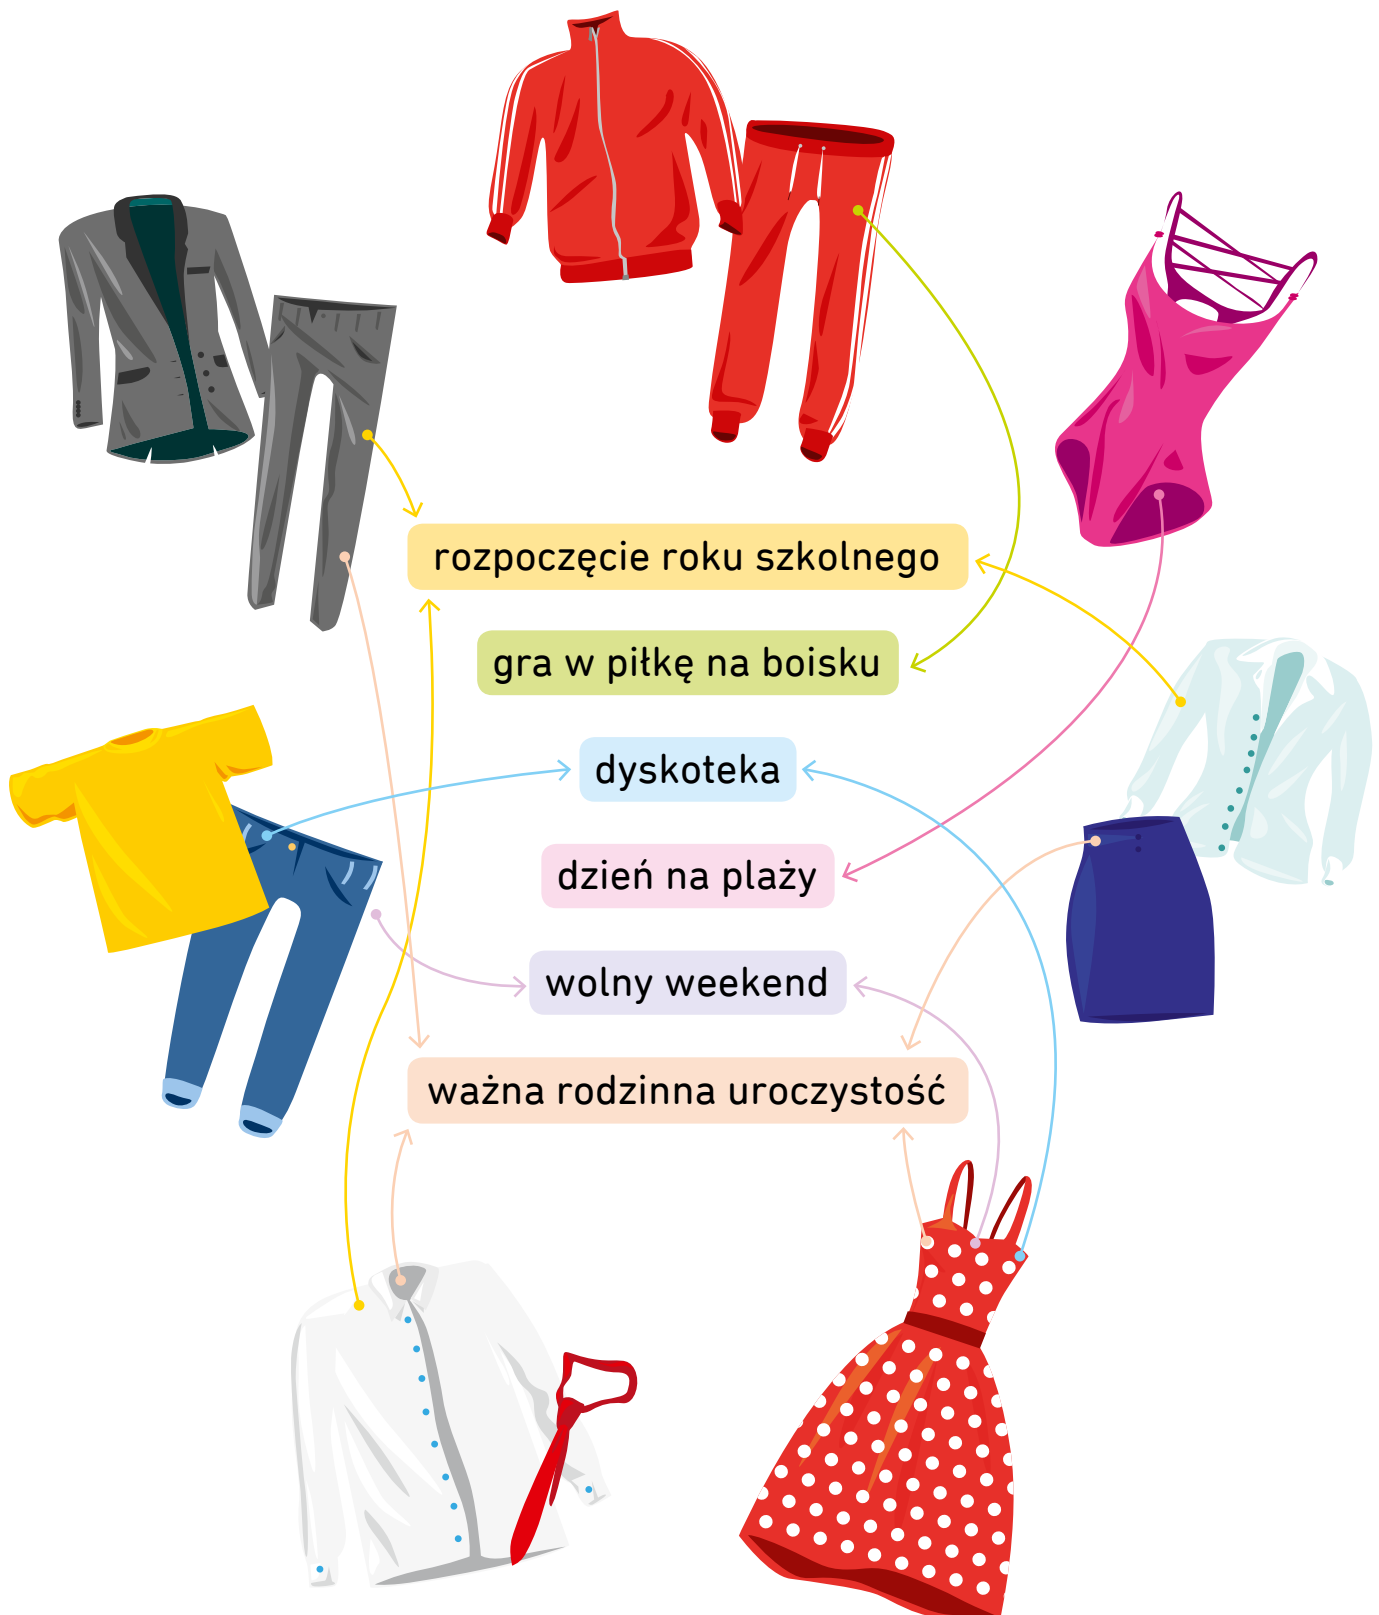 rozpoczęcie roku szkolnego
gra w piłkę na boisku
dyskoteka
dzień na plaży
wolny weekend
ważna rodzinna uroczystość